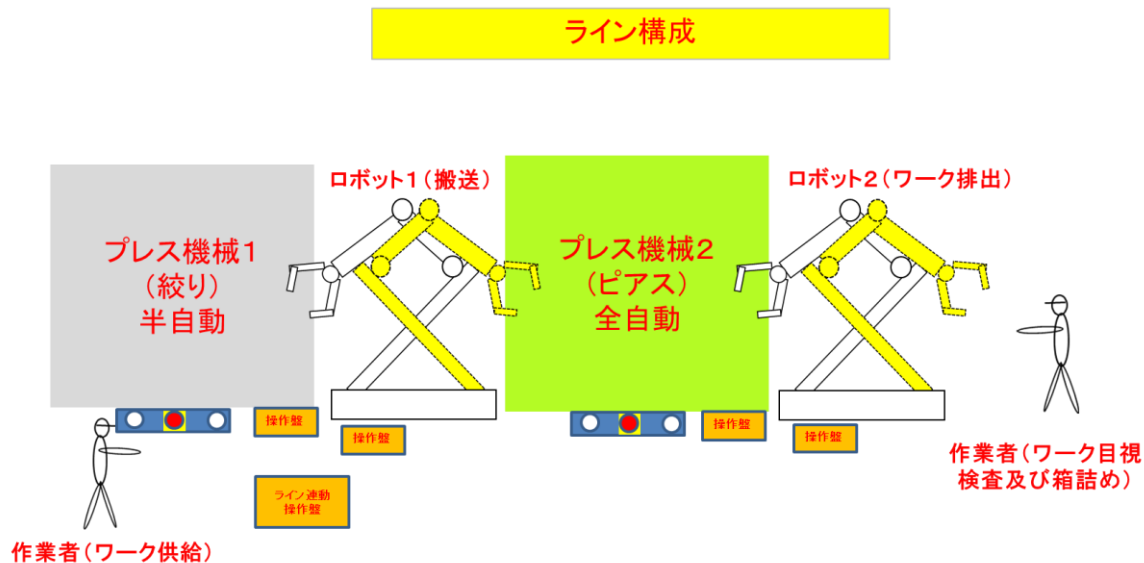 ライン構成
ロボット1(搬送)
ロボット2(ワーク排出)
プレス機械1
(絞り)
半自動
プレス機械2
(ピアス)
全自動
操作盤
操作盤
操作盤
操作盤
ライン連動
操作盤
作業者(ワーク目視
検査及び箱詰め)
作業者(ワーク供給)